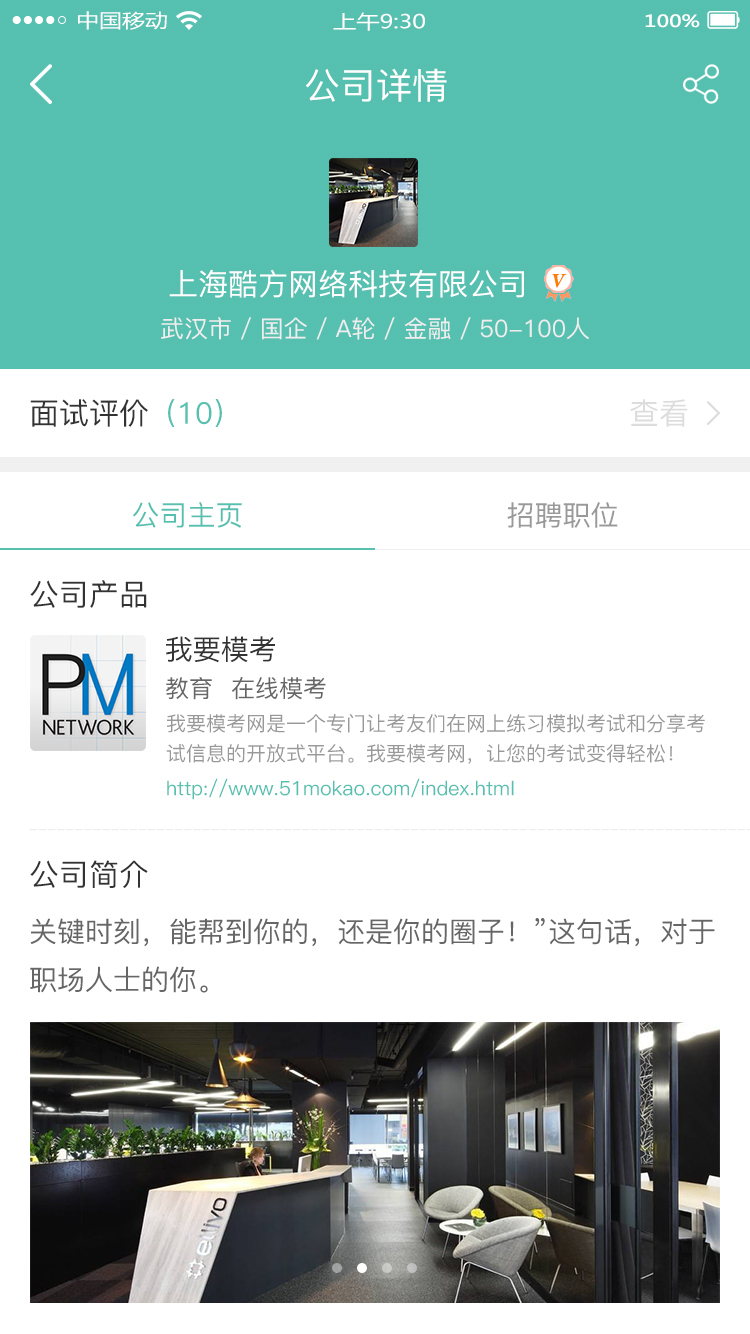 中国移动
上午9:30
100%
公司详情
上海酷方网络科技有限公司
V
武汉市 / 国企 / A轮 / 金融 / 50-100人
面试评价（10）
查看
公司主页
招聘职位
公司产品
PM
NETWORK
我要模考
教育 在线模考
我要模考网是一个专门让考友们在网上练习模拟考试和分享考
试信息的开放式平台。我要模考网，让您的考试变得轻松！
http://www.51mokao.com/index.html
公司简介
关键时刻，能帮到你的，还是你的圈子！”这句话，对于
职场人士的你。